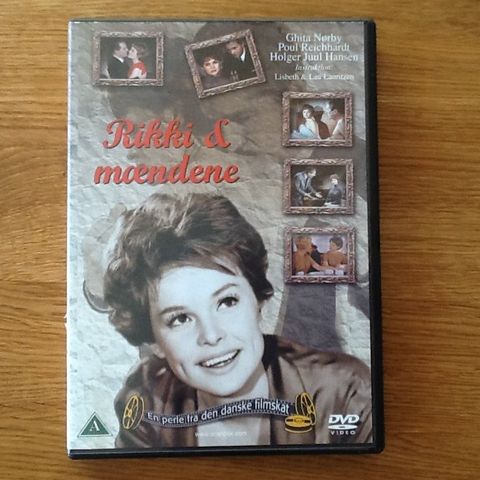 Ghita Nørby
Poul Reichhardt
Holger Juul Hansen
Instruktion:
Lisbeth & Lau Lauritzen
Rikki &
mændene
En perle fra den danske filmskat
A
DVD
VIDEO